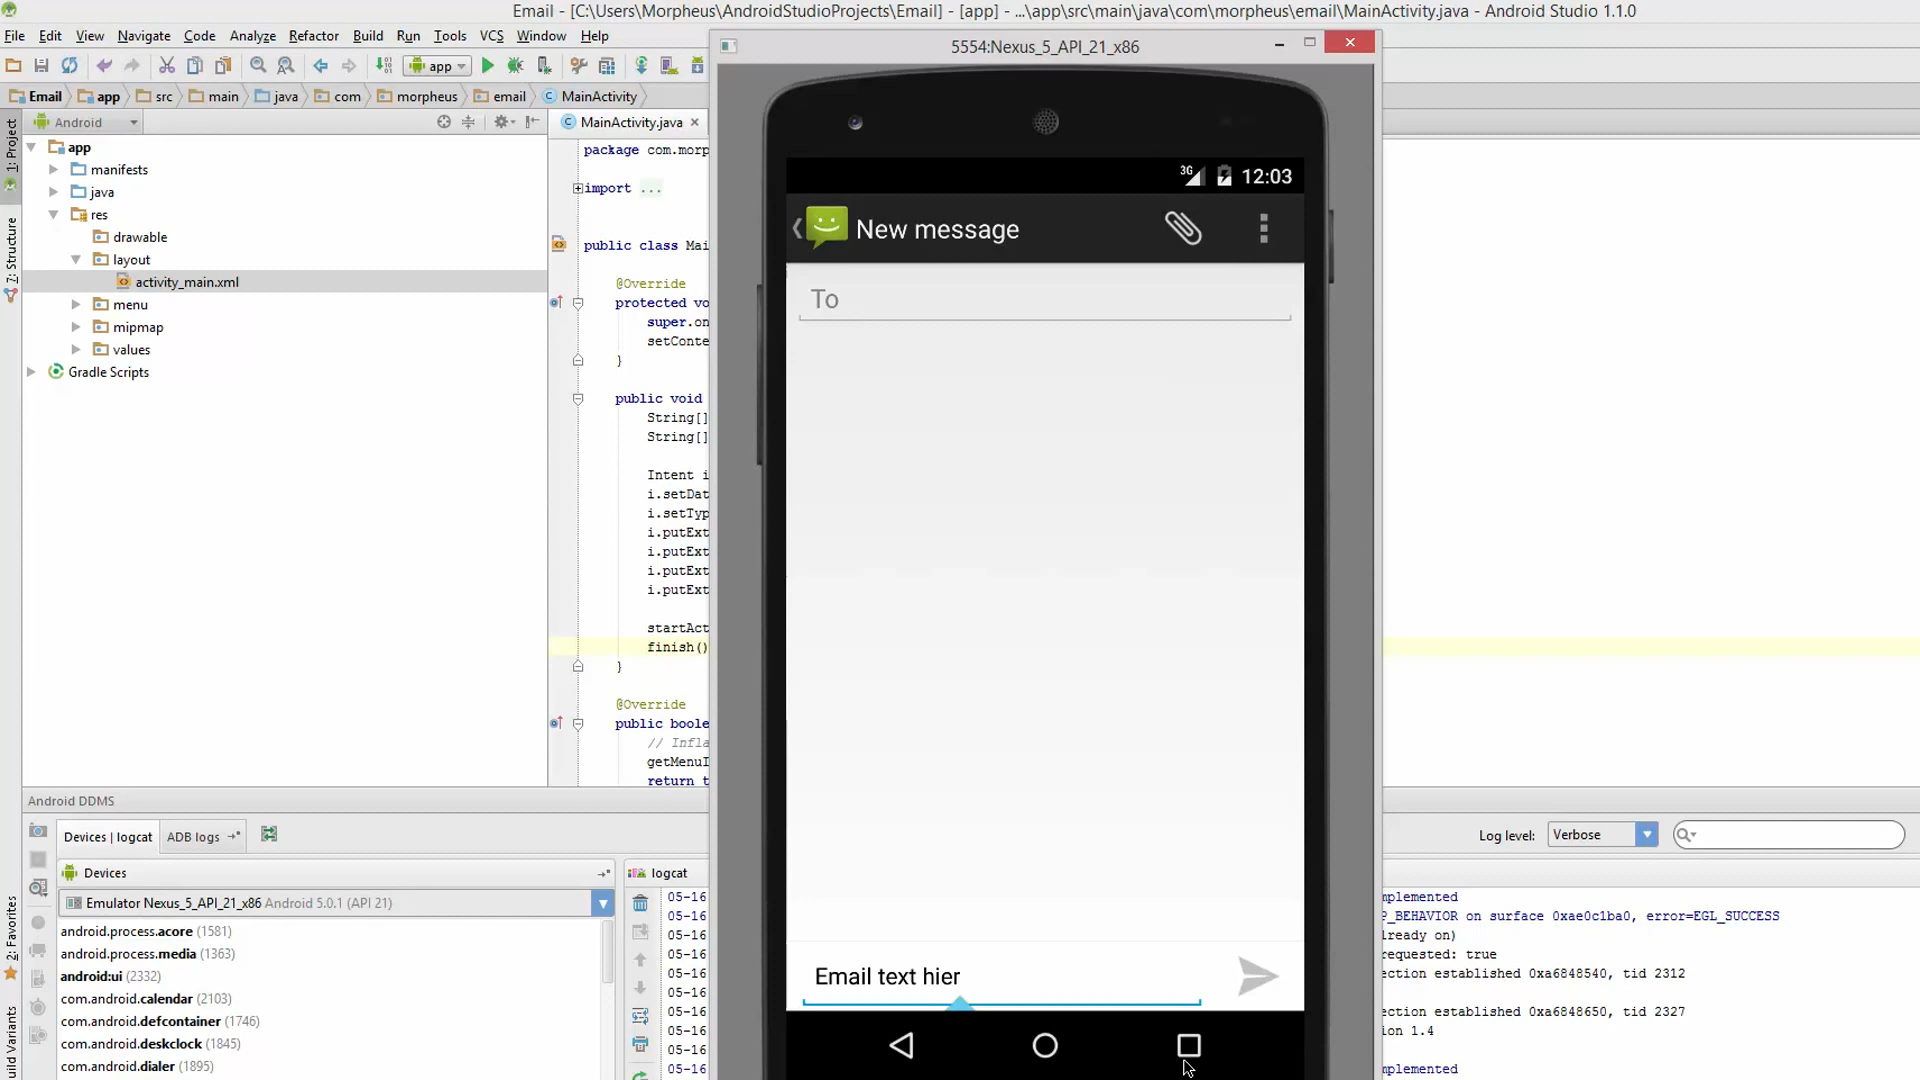 Email - [C:\Users\Morpheus\AndroidStudioProjects\Email] - [app] - ...\app\src\main\java\com\morpheus\email\MainActivity.java - Android Studio 1.1.0
File Edit View Navigate Code Analyze Refactor Build Run Tools VCS Window Help
5554:Nexus_5_API_21_x86
app
Email app src main java com morpheus email MainActivity
1: Project
7: Structure
2: Favorites
uild Variants
Android
app
manifests
java
res
drawable
layout
activity_main.xml
menu
mipmap
values
Gradle Scripts
MainActivity.java
package com.morp
import ...
public class Mai
@Override
protected vo
super.on
setConte
}
public void
String[]
String[]
Intent i
i.setDat
i.setTyp
i.putExt
i.putExt
i.putExt
i.putExt
startAct
finish()
}
@Override
public boole
// Infla
getMenuI
return t
3G 12:03
New message
To
Email text hier
Android DDMS
Devices | logcat ADB logs
Log level: Verbose
Devices
Emulator Nexus_5_API_21_x86 Android 5.0.1 (API 21)
android.process.acore (1581)
android.process.media (1363)
android:ui (2332)
com.android.calendar (2103)
com.android.defcontainer (1746)
com.android.deskclock (1845)
com.android.dialer (1895)
logcat
05-16
05-16
05-16
05-16
05-16
05-16
05-16
05-16
05-16
05-16
mplemented
P_BEHAVIOR on surface 0xae0c1ba0, error=EGL_SUCCESS
lready on)
requested: true
ection established 0xa6848540, tid 2312
ection established 0xa6848650, tid 2327
ion 1.4
mplemented